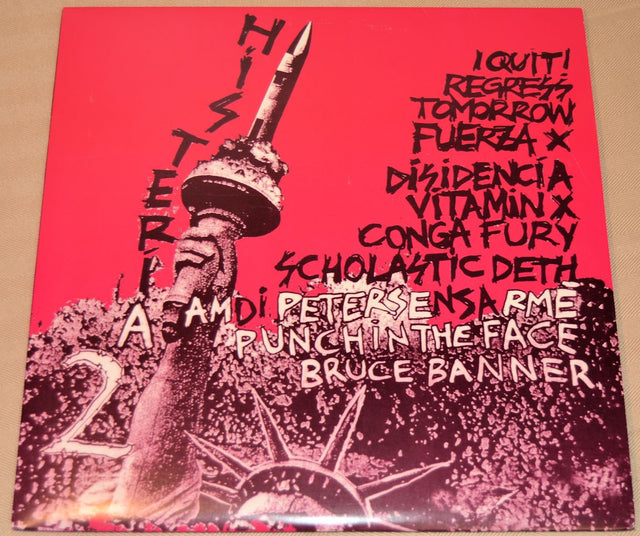 HISTERIA
2
I QUIT!
REGRESS
TOMORROW
FUERZA X
DISIDENCIA
VITAMIN X
CONGA FURY
SCHOLASTIC DETH
AMDI PETERSENS ARMÉ
PUNCH IN THE FACE
BRUCE BANNER